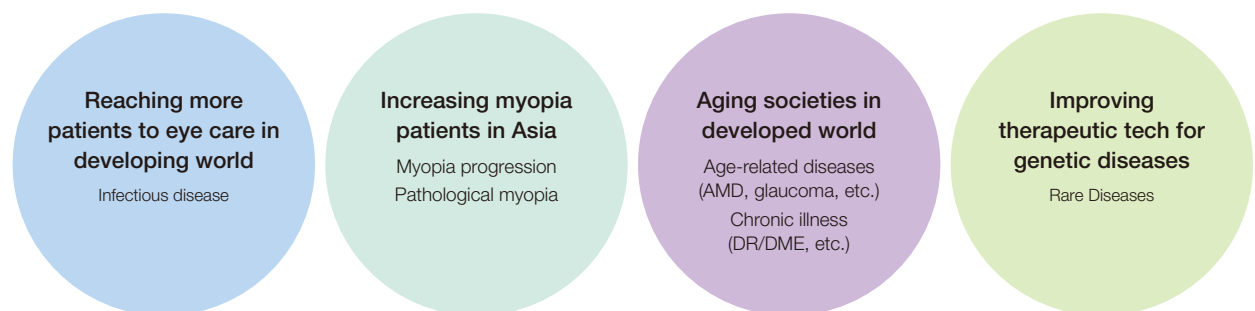 Reaching more
patients to eye care in
developing world
Infectious disease
Increasing myopia
patients in Asia
Myopia progression
Pathological myopia
Aging societies in
developed world
Age-related diseases
(AMD, glaucoma, etc.)
Chronic illness
(DR/DME, etc.)
Improving
therapeutic tech for
genetic diseases
Rare Diseases